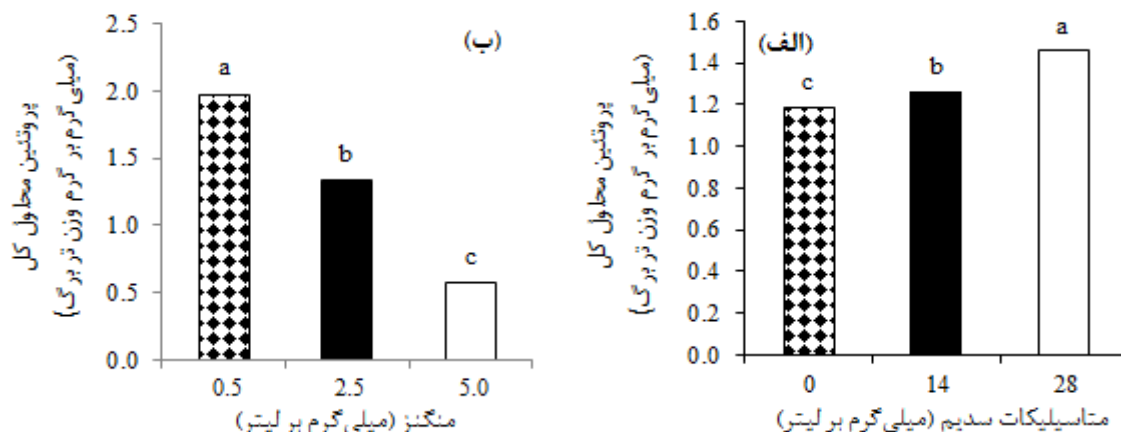 (الف)
پروتئین محلول کل
(میلی‌گرم بر گرم وزن تر برگ)
1.6
1.4
1.2
1.0
0.8
0.6
0.4
0.2
0.0
c
b
a
0
14
28
متاسیلیکات سدیم (میلی‌گرم بر لیتر)
(ب)
پروتئین محلول کل
(میلی‌گرم بر گرم وزن تر برگ)
2.5
2.0
1.5
1.0
0.5
0.0
a
b
c
0.5
2.5
5.0
منگنز (میلی‌گرم بر لیتر)